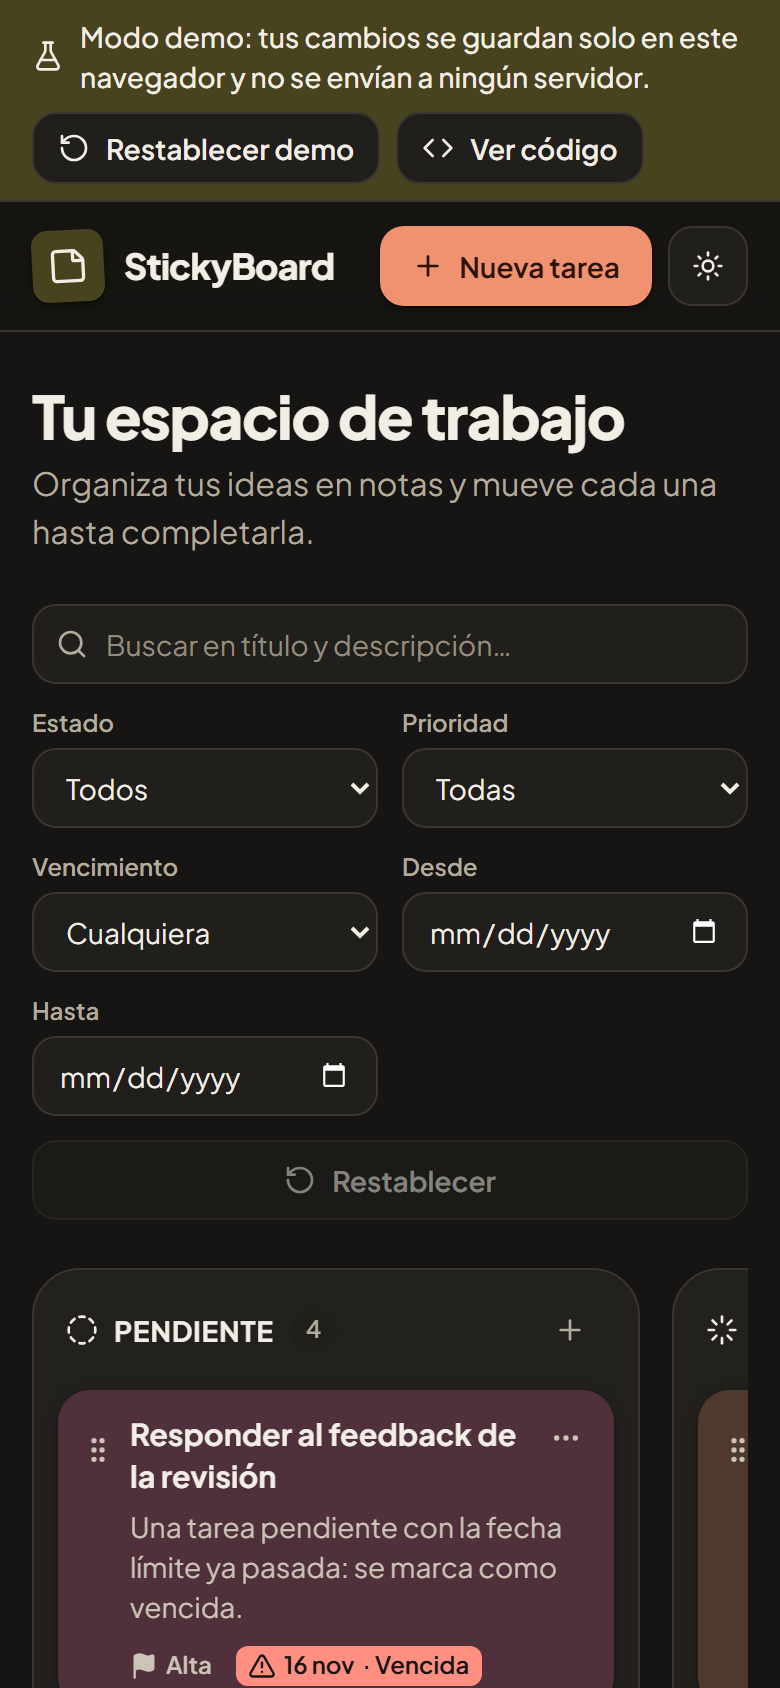 Modo demo: tus cambios se guardan solo en este
navegador y no se envían a ningún servidor.
Restablecer demo
Ver código
StickyBoard
Nueva tarea
Tu espacio de trabajo
Organiza tus ideas en notas y mueve cada una
hasta completarla.
Buscar en título y descripción...
Estado
Prioridad
Todos
Todas
Vencimiento
Desde
Cualquiera
mm/dd/yyyy
Hasta
mm/dd/yyyy
Restablecer
PENDIENTE 4
Responder al feedback de
la revisión
Una tarea pendiente con la fecha
límite ya pasada: se marca como
vencida.
Alta
16 nov · Vencida